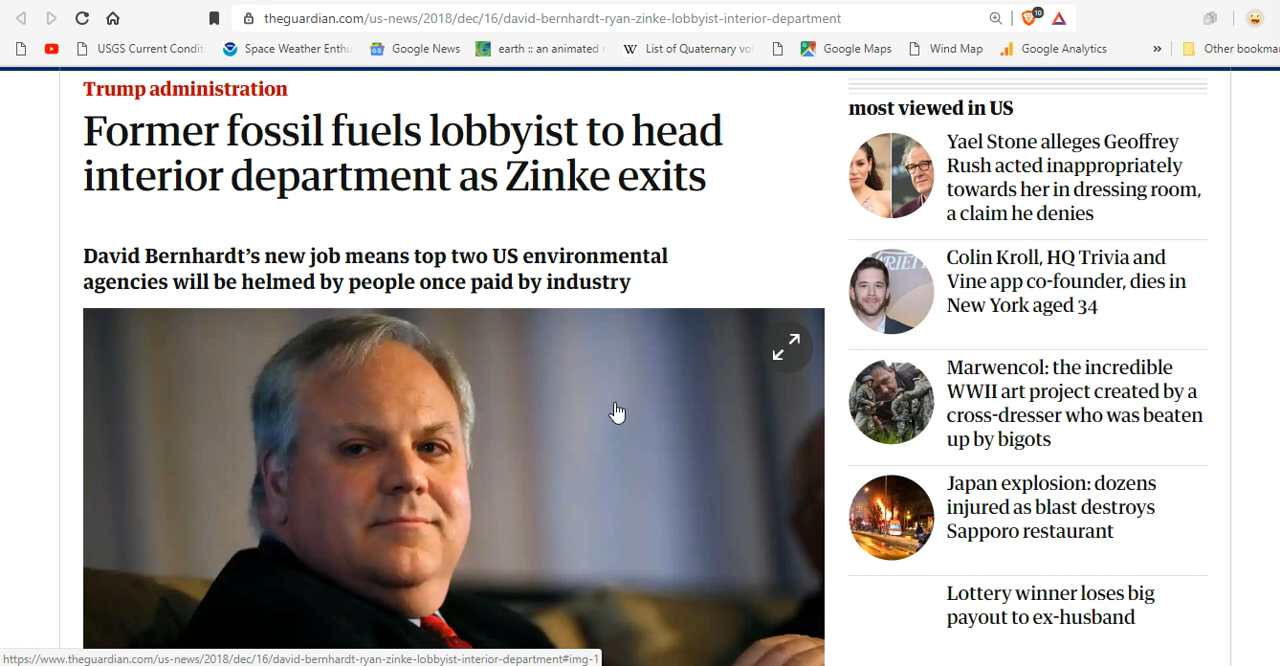 theguardian.com/us-news/2018/dec/16/david-bernhardt-ryan-zinke-lobbyist-interior-department
10
USGS Current Condit
Space Weather Enthu
Google News
earth :: an animated
List of Quaternary vo
Google Maps
Wind Map
Google Analytics
»
Other bookma
Trump administration
Former fossil fuels lobbyist to head
interior department as Zinke exits
David Bernhardt's new job means top two US environmental
agencies will be helmed by people once paid by industry
most viewed in US
Yael Stone alleges Geoffrey
Rush acted inappropriately
towards her in dressing room,
a claim he denies
Colin Kroll, HQ Trivia and
Vine app co-founder, dies in
New York aged 34
Marwencol: the incredible
WWII art project created by a
cross-dresser who was beaten
up by bigots
Japan explosion: dozens
injured as blast destroys
Sapporo restaurant
Lottery winner loses big
payout to ex-husband
https://www.theguardian.com/us-news/2018/dec/16/david-bernhardt-ryan-zinke-lobbyist-interior-department#img-1